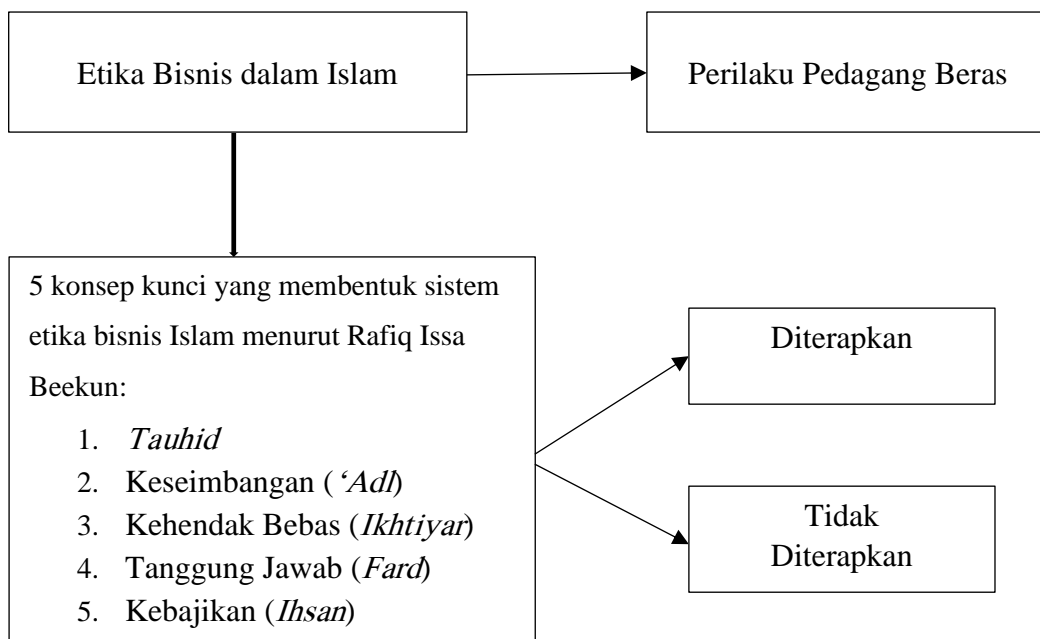 Etika Bisnis dalam Islam
Perilaku Pedagang Beras
5 konsep kunci yang membentuk sistem
etika bisnis Islam menurut Rafiq Issa
Beekun:
1. Tauhid
2. Keseimbangan (‘Adl)
3. Kehendak Bebas (Ikhtiyar)
4. Tanggung Jawab (Fard)
5. Kebajikan (Ihsan)
Diterapkan
Tidak
Diterapkan